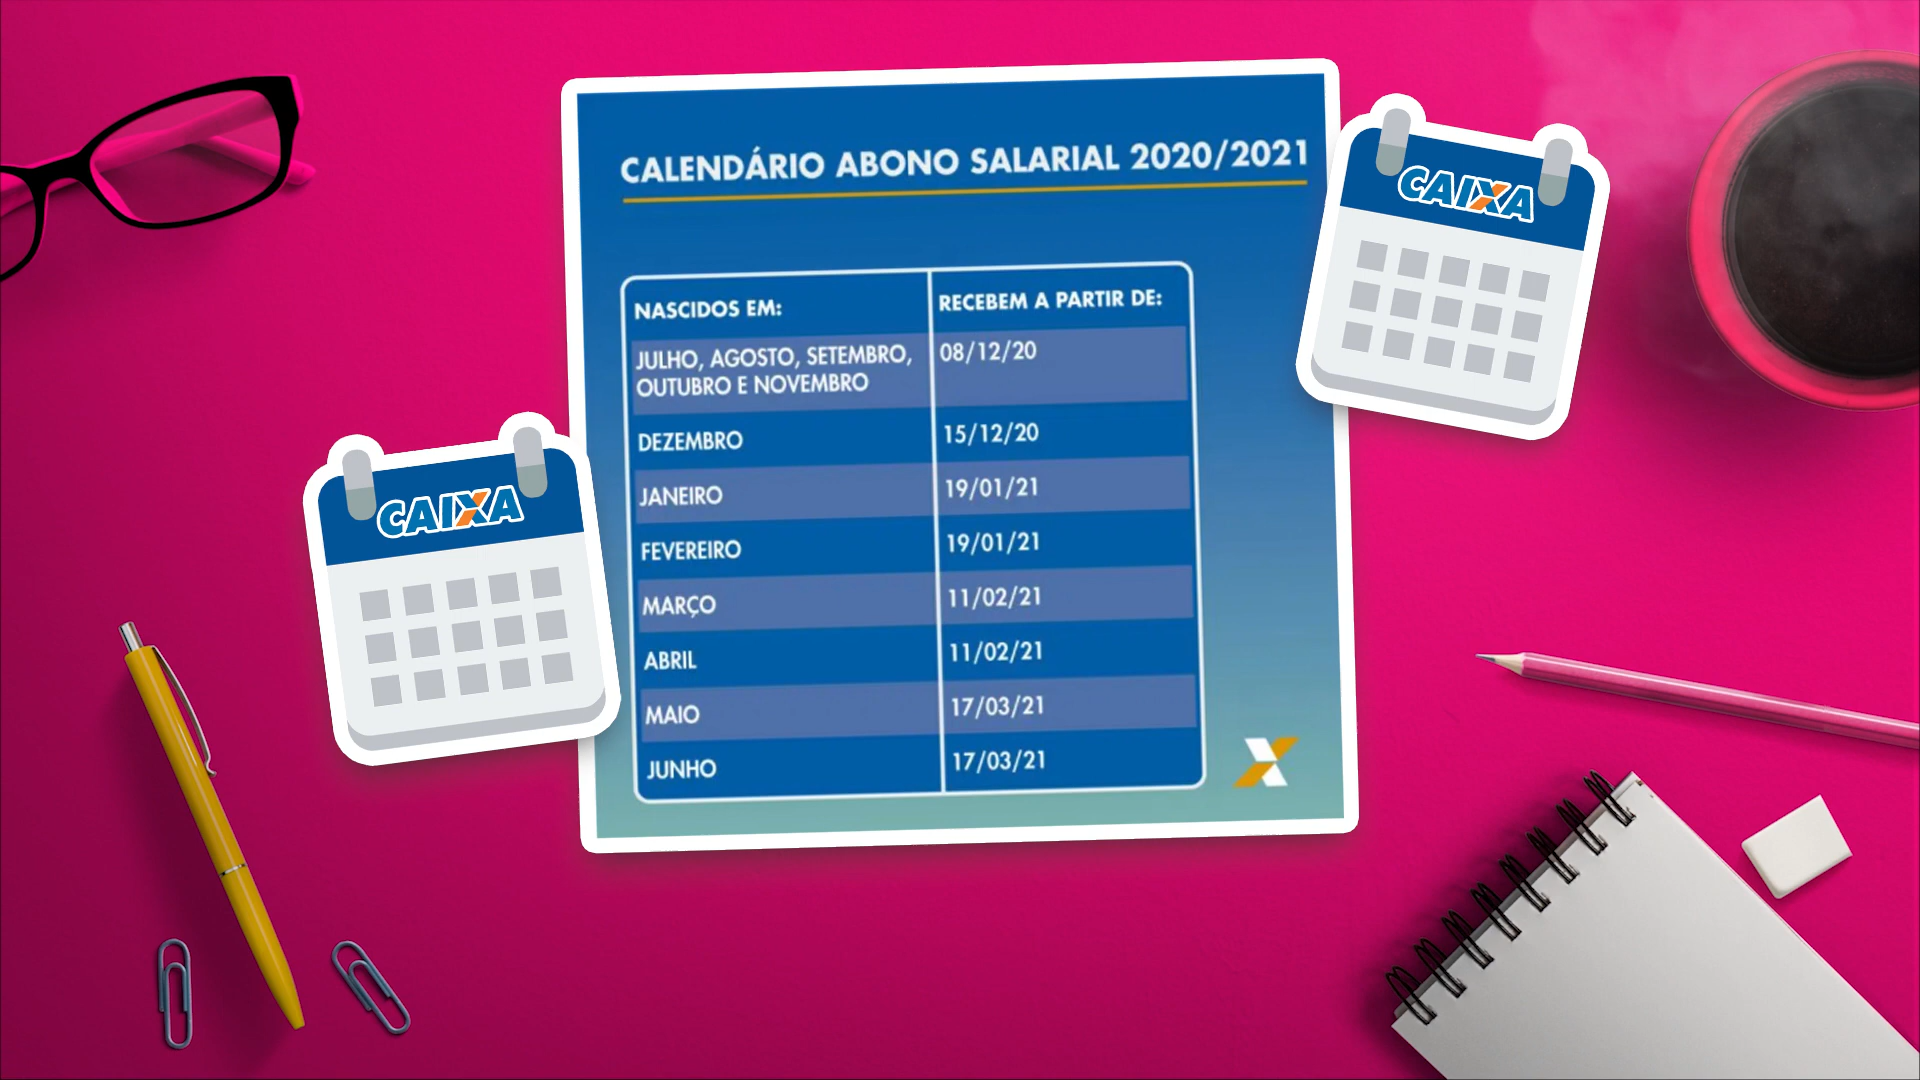 CALENDÁRIO ABONO SALARIAL 2020/2021
CAIXA
NASCIDOS EM: RECEBEM A PARTIR DE:
JULHO, AGOSTO, SETEMBRO, 08/12/20
OUTUBRO E NOVEMBRO
DEZEMBRO 15/12/20
JANEIRO 19/01/21
CAIXA
FEVEREIRO 19/01/21
MARÇO 11/02/21
ABRIL 11/02/21
MAIO 17/03/21
JUNHO 17/03/21